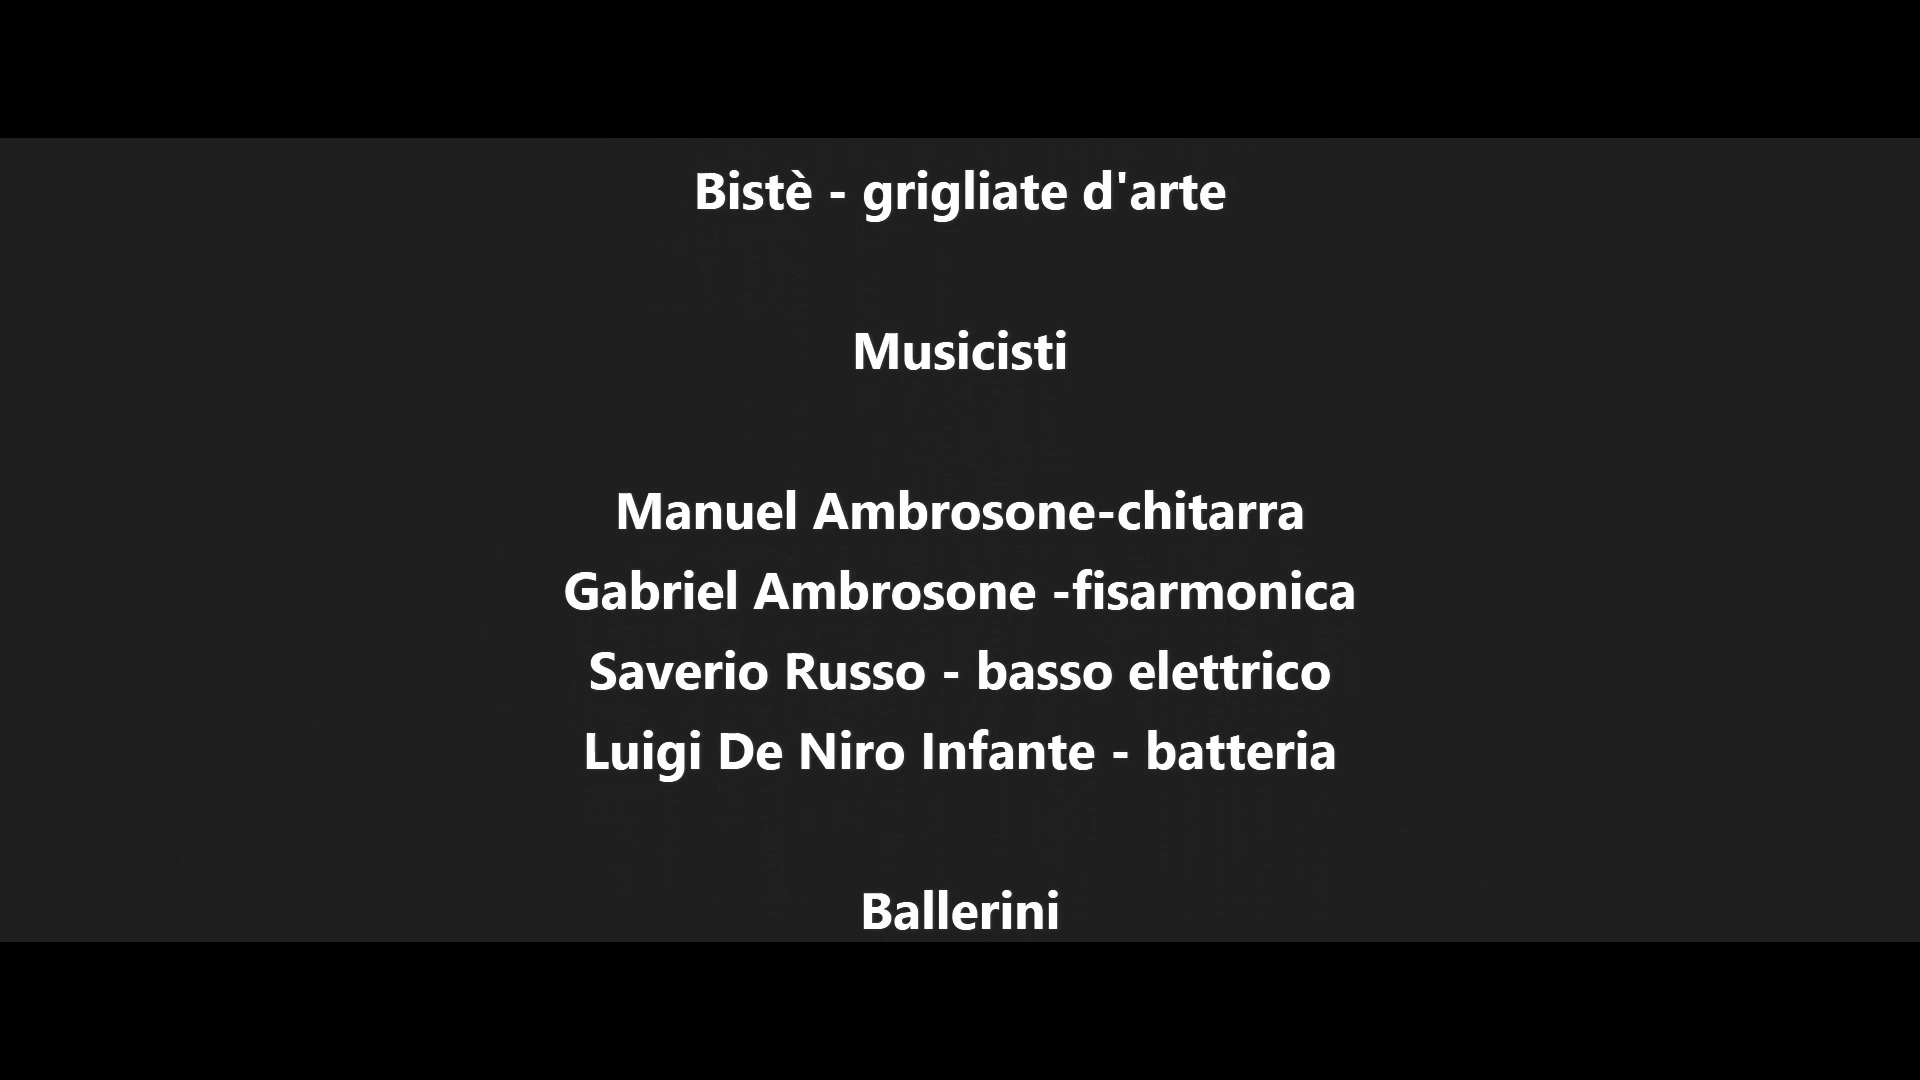 Bistè - grigliate d'arte
Musicisti
Manuel Ambrosone-chitarra
Gabriel Ambrosone -fisarmonica
Saverio Russo - basso elettrico
Luigi De Niro Infante - batteria
Ballerini